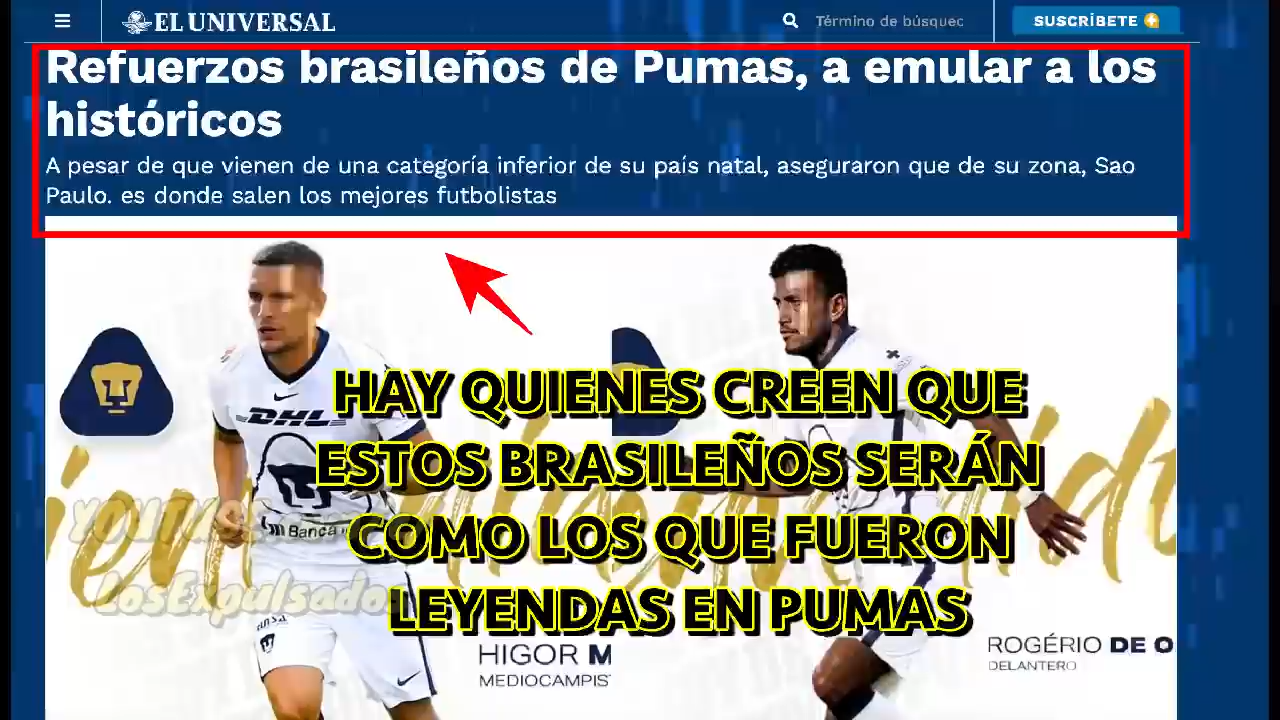 EL UNIVERSAL
Término de búsquec
SUSCRÍBETE
Refuerzos brasileños de Pumas, a emular a los
históricos
A pesar de que vienen de una categoría inferior de su país natal, aseguraron que de su zona, Sao
Paulo. es donde salen los mejores futbolistas
HAY QUIENES CREEN QUE
ESTOS BRASILEÑOS SERÁN
COMO LOS QUE FUERON
LEYENDAS EN PUMAS
DHL
Banca
LosExpulsados
HIGOR M
MEDIOCAMPIS
ROGÉRIO DE O
DELANTERO